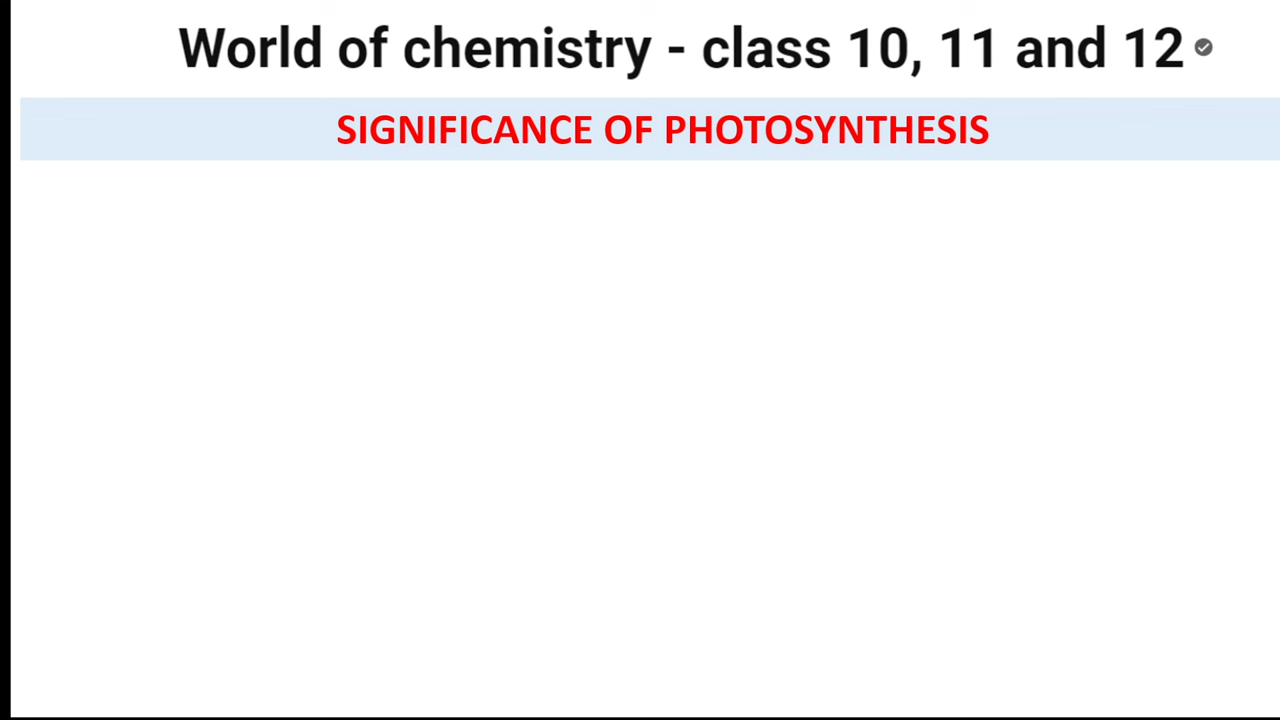 World of chemistry - class 10, 11 and 12
SIGNIFICANCE OF PHOTOSYNTHESIS